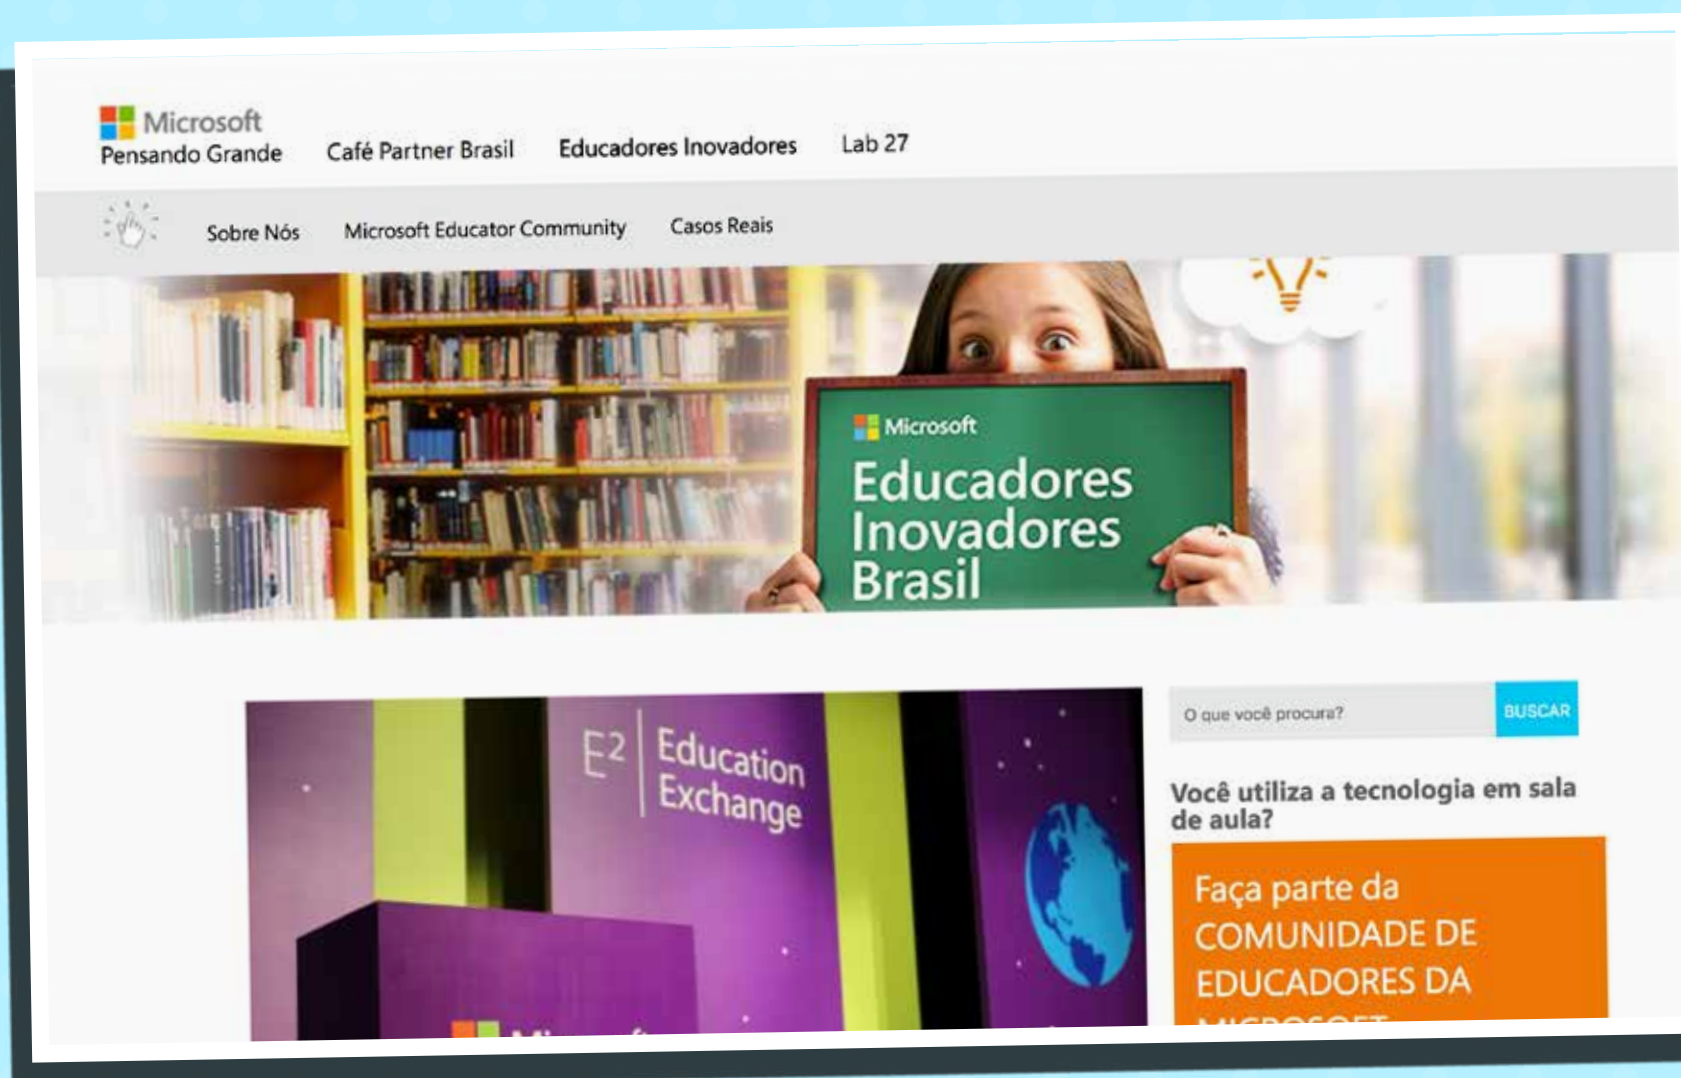 Microsoft
Pensando Grande Café Partner Brasil Educadores Inovadores Lab 27
Sobre Nós Microsoft Educator Community Casos Reais
Microsoft
Educadores
Inovadores
Brasil
E2 Education
Exchange
O que você procura? BUSCAR
Você utiliza a tecnologia em sala
de aula?
Faça parte da
COMUNIDADE DE
EDUCADORES DA
MICROSOFT
Microsoft